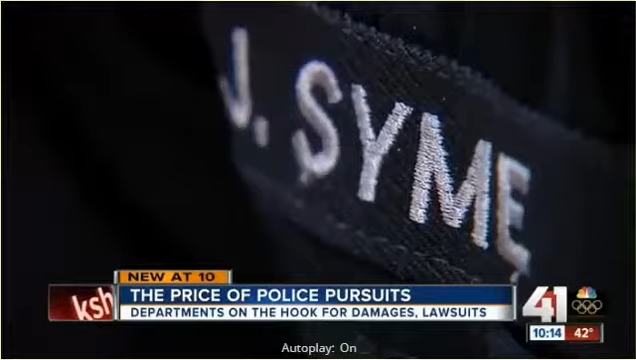 J. SYME
NEW AT 10
ksh
THE PRICE OF POLICE PURSUITS
DEPARTMENTS ON THE HOOK FOR DAMAGES, LAWSUITS
41
10:14 42°
Autoplay: On